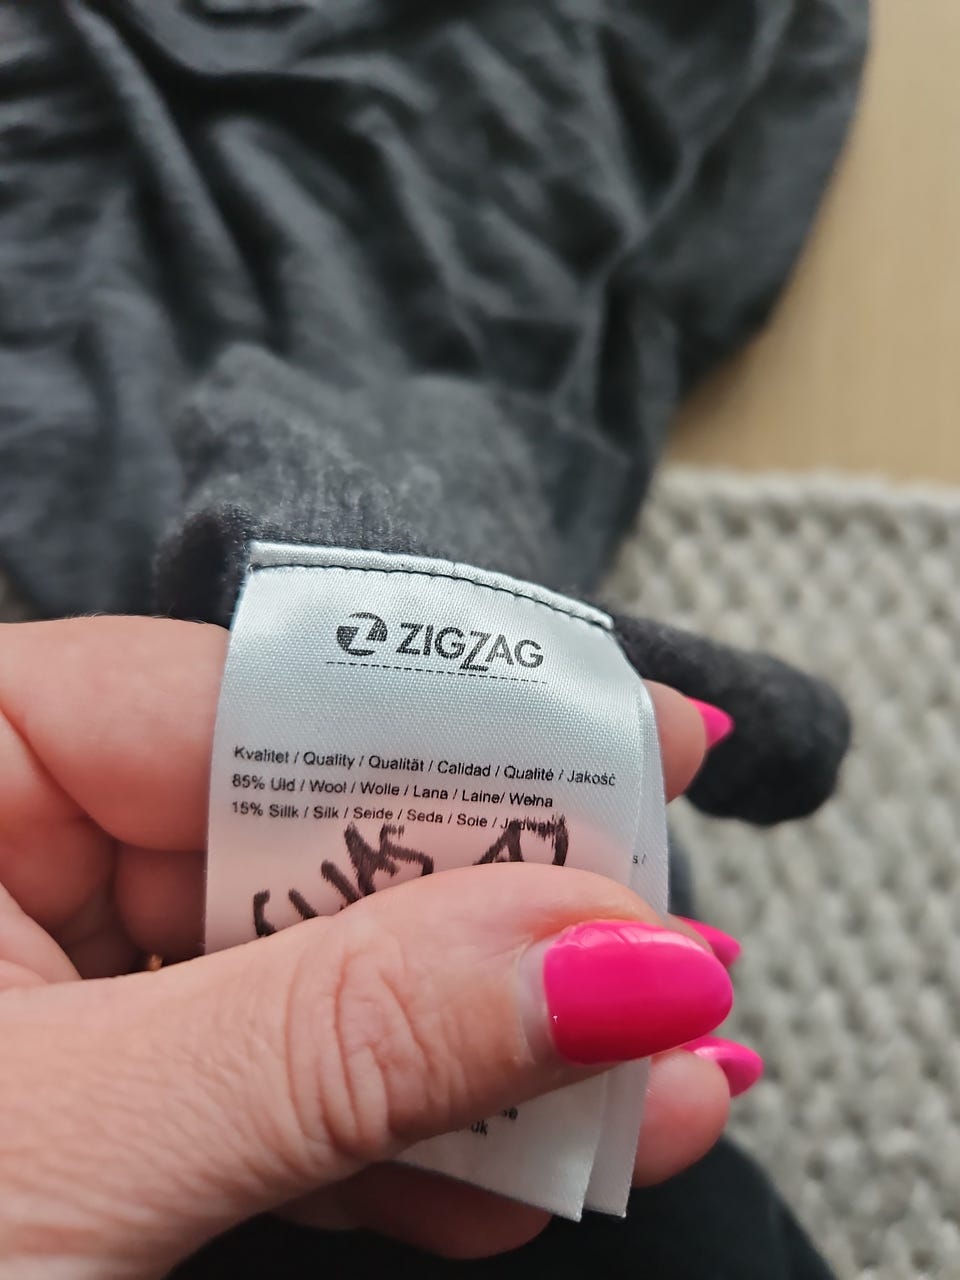 ZIGZAG
Kvalitet / Quality / Qualität / Calidad / Qualité / Jakość
85% Uld / Wool / Wolle / Lana / Laine/ Wełna
15% Sillk / Silk / Seide / Seda / Soie /